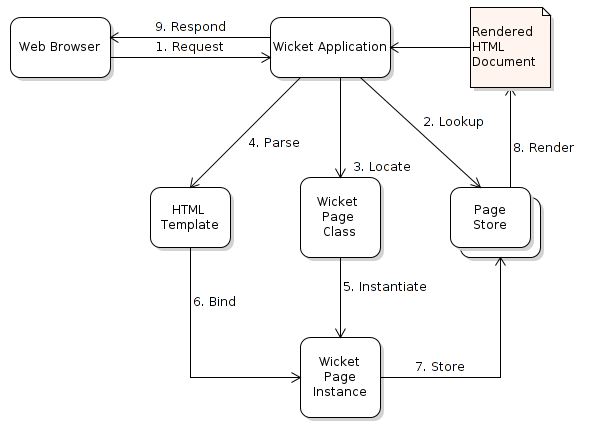 9. Respond
Web Browser
1. Request
Wicket Application
Rendered
HTML
Document
2. Lookup
4. Parse
8. Render
3. Locate
HTML
Template
Wicket
Page
Class
Page
Store
5. Instantiate
6. Bind
Wicket
Page
Instance
7. Store